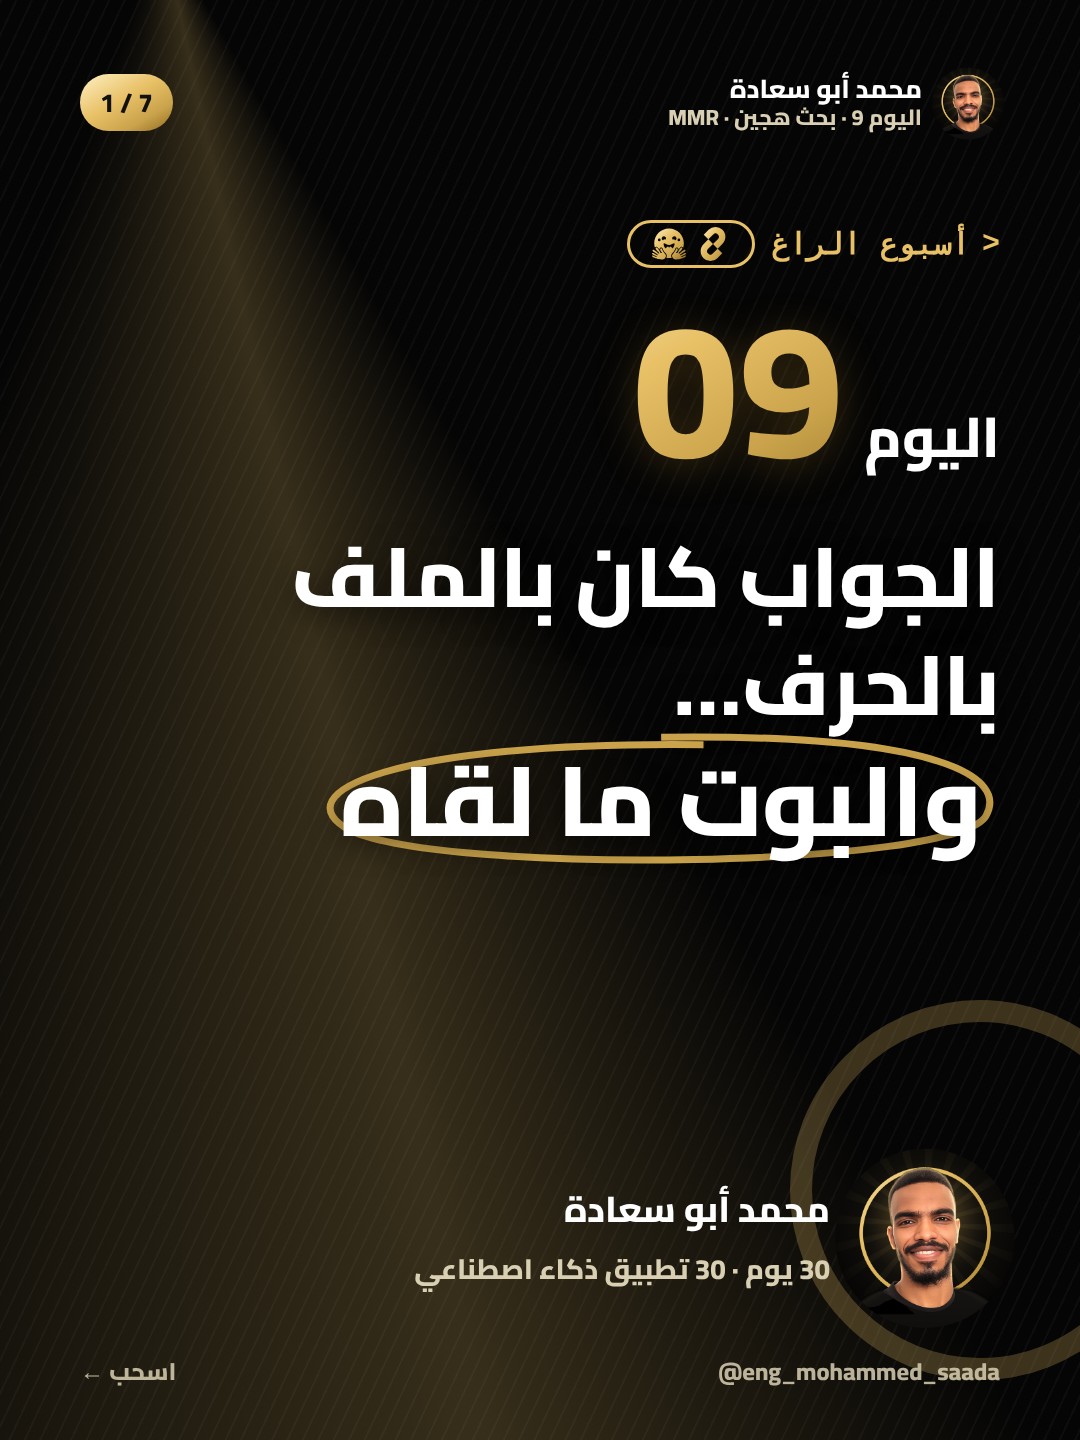 محمد أبو سعادة
اليوم 9 · بحث هجين · MMR
1 / 7
> أسبوع الراغ
اليوم 09
الجواب كان بالملف
بالحرف...
والبوت ما لقاه
محمد أبو سعادة
30 يوم · 30 تطبيق ذكاء اصطناعي
@eng_mohammed_saada
اسحب ←